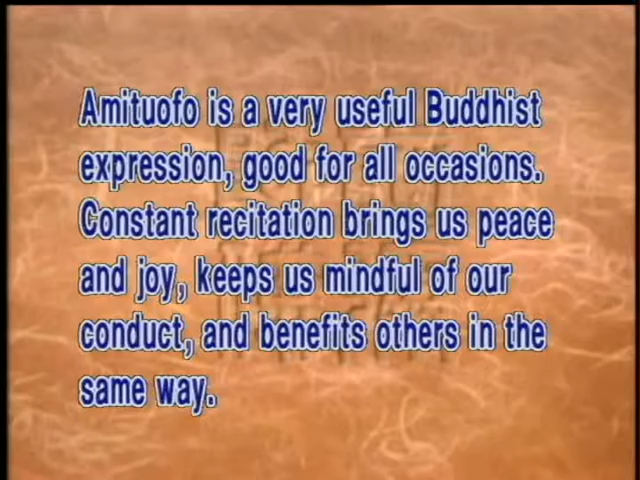 Amituofo is a very useful Buddhist
expression, good for all occasions.
Constant recitation brings us peace
and joy, keeps us mindful of our
conduct, and benefits others in the
same way.